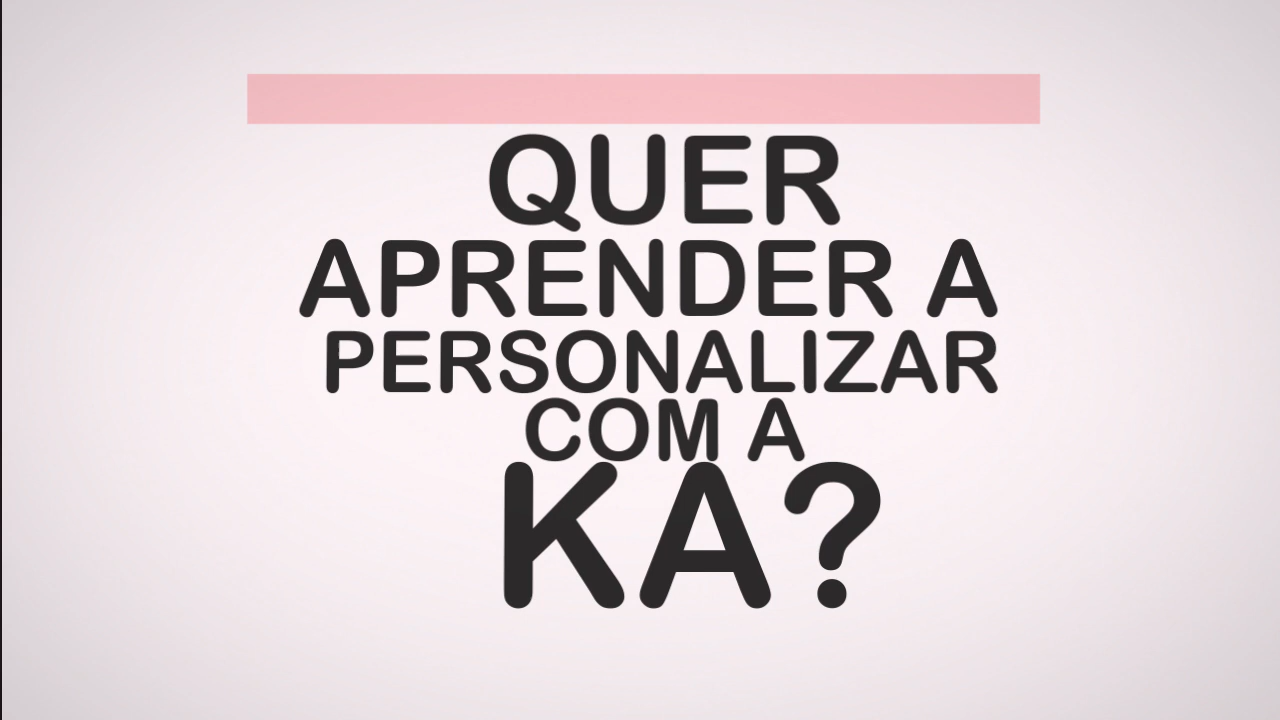 QUER
APRENDER A
PERSONALIZAR
COM A
KA?